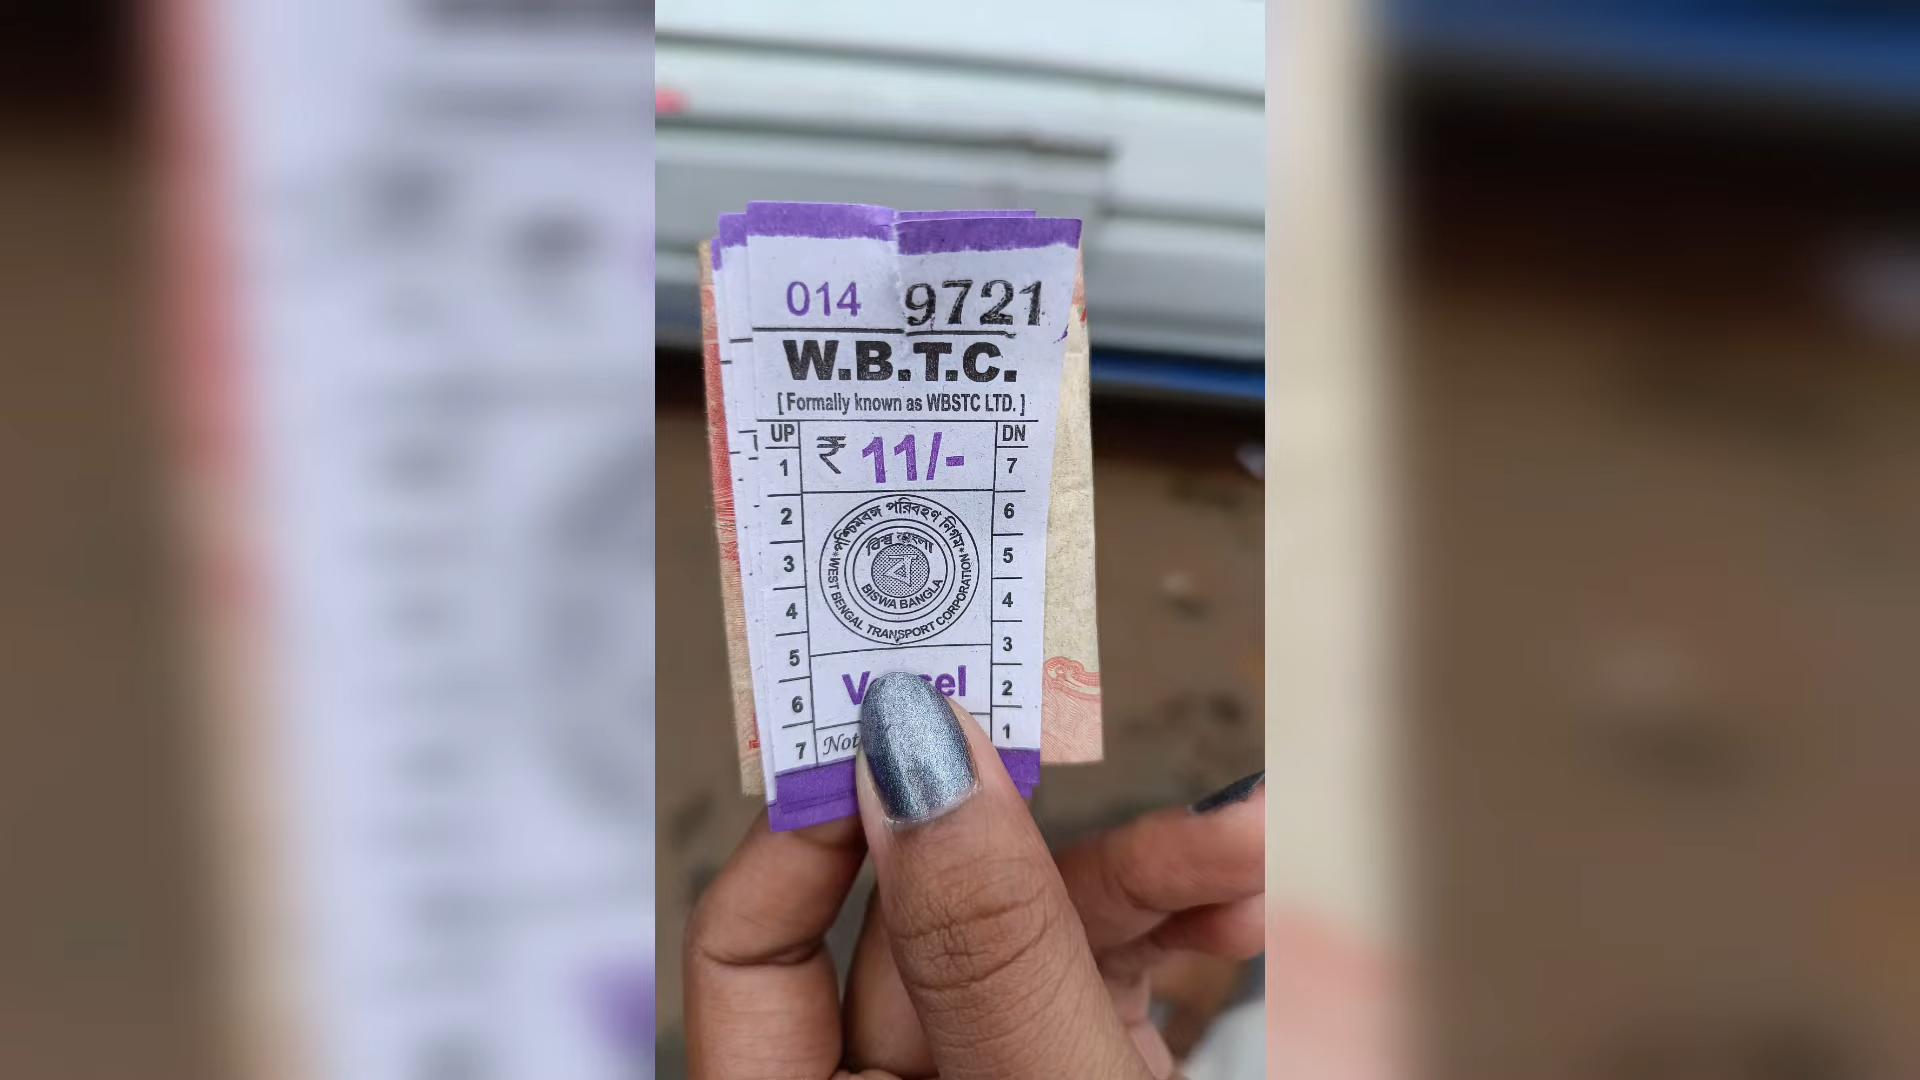 014 9721
W.B.T.C.
[ Formally known as WBSTC LTD. ]
UP ₹ 11/- DN
1 7
2 6
3 5
4 4
5 3
6 2
7 1
পশ্চিমবঙ্গ পরিবহণ নিগম
বিশ্ব বাংলা
ব
BISWA BANGLA
WEST BENGAL TRANSPORT CORPORATION